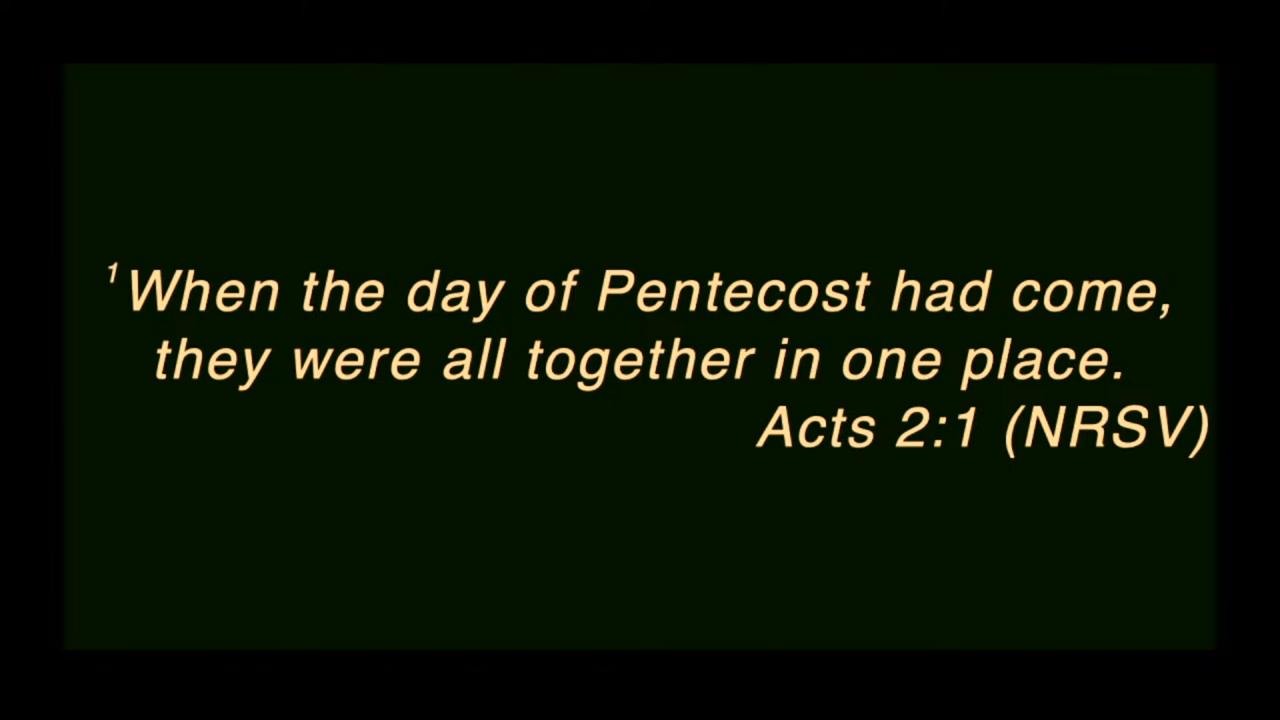 ¹When the day of Pentecost had come,
they were all together in one place.
Acts 2:1 (NRSV)